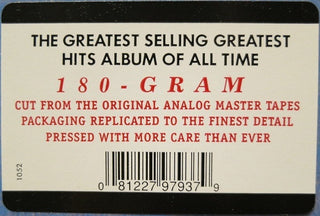 THE GREATEST SELLING GREATEST
HITS ALBUM OF ALL TIME
180-GRAM
CUT FROM THE ORIGINAL ANALOG MASTER TAPES
PACKAGING REPLICATED TO THE FINEST DETAIL
PRESSED WITH MORE CARE THAN EVER
1052
0 81227 97937 9